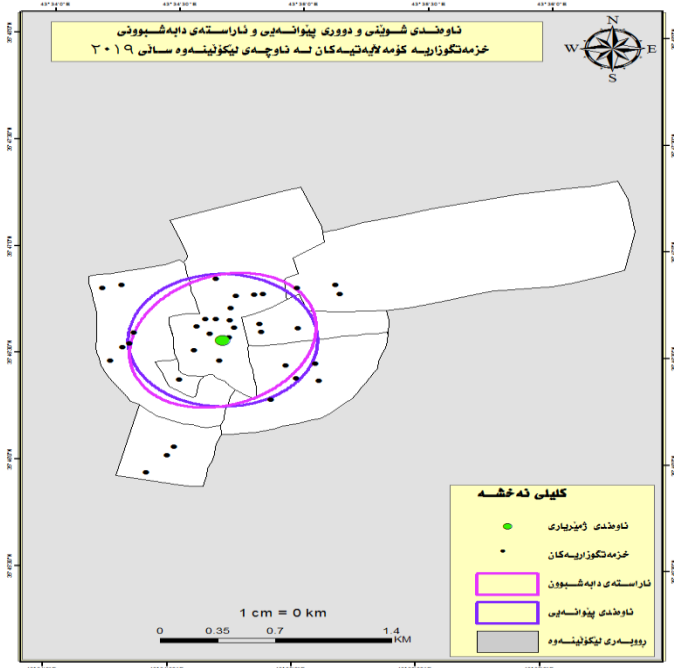 ناوەندی شوێنی و دووری پێوانەیی و ئاراستەی دابەشبوونی
خزمەتگوزاریە کۆمەلایەتیەکان لە ناوچەی لێکۆڵینەوە ساڵی ٢٠١٩
N
W E
S
کلیلی نەخشە
ناوەندی ژمێریاری
خزمەتگوزاریەکان
ئاراستەی دابەشبوون
ناوەندی پێوانەیی
ڕووبەری لێکۆڵینەوە
1 cm = 0 km
0 0.35 0.7 1.4
KM